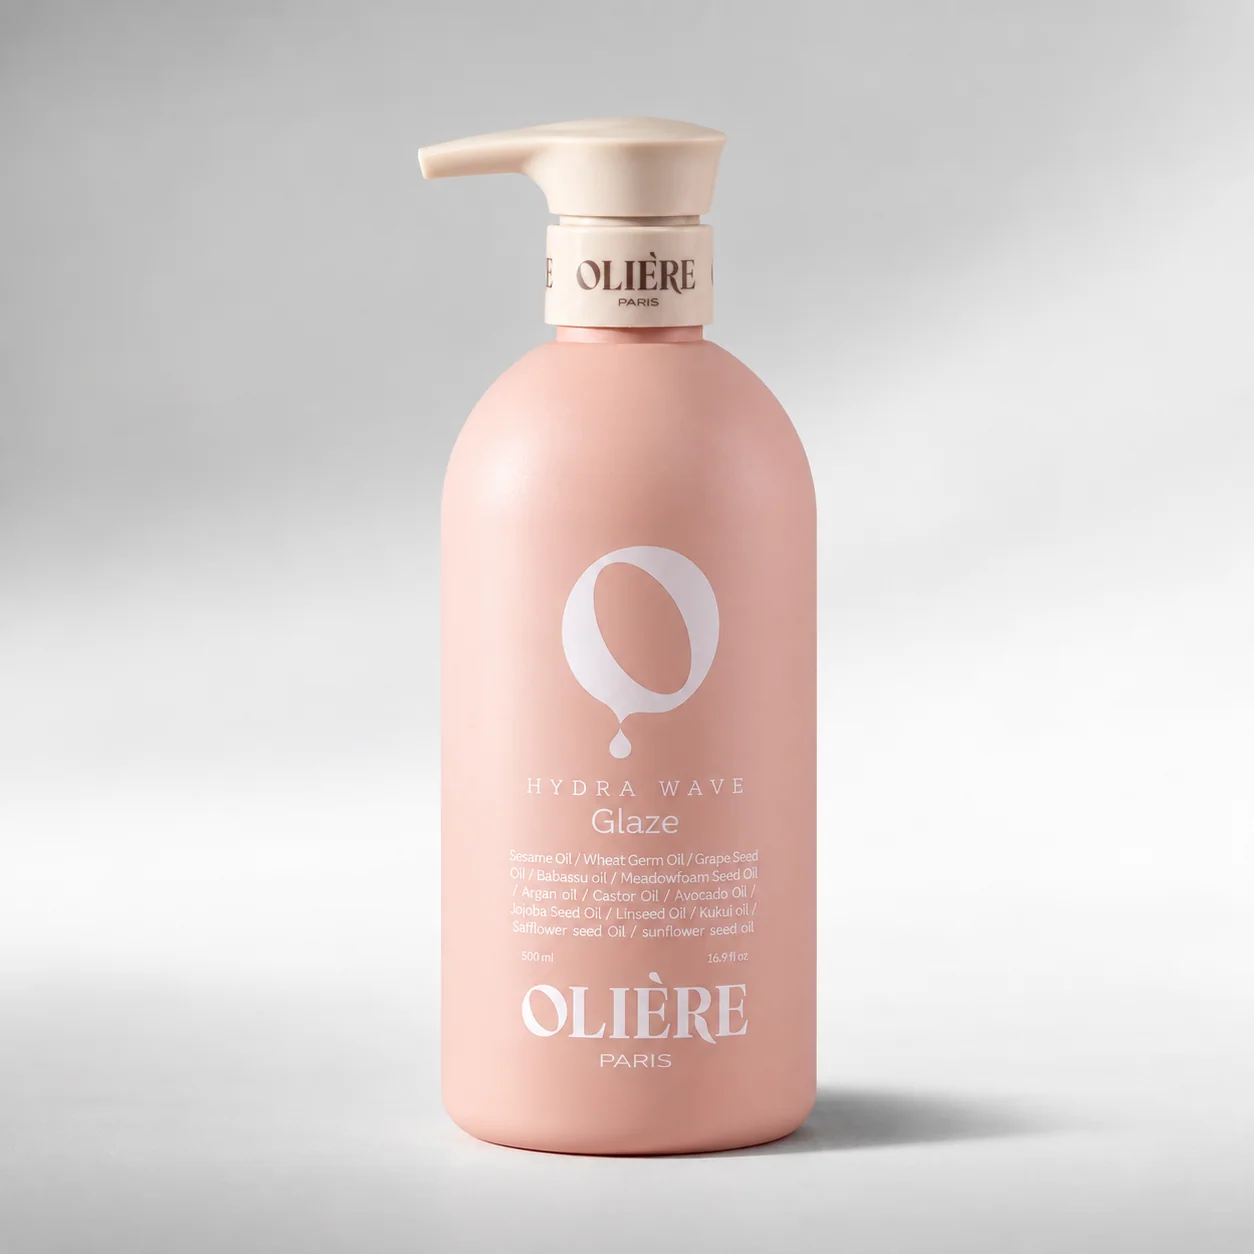 OLIÈRE
PARIS
HYDRA WAVE
Glaze
Sesame Oil / Wheat Germ Oil / Grape Seed
Oil / Babassu oil / Meadowfoam Seed Oil
/ Argan oil / Castor Oil / Avocado Oil /
Jojoba Seed Oil / Linseed Oil / Kukui oil /
Safflower seed Oil / sunflower seed oil
500 ml 16.9 fl oz
OLIÈRE
PARIS